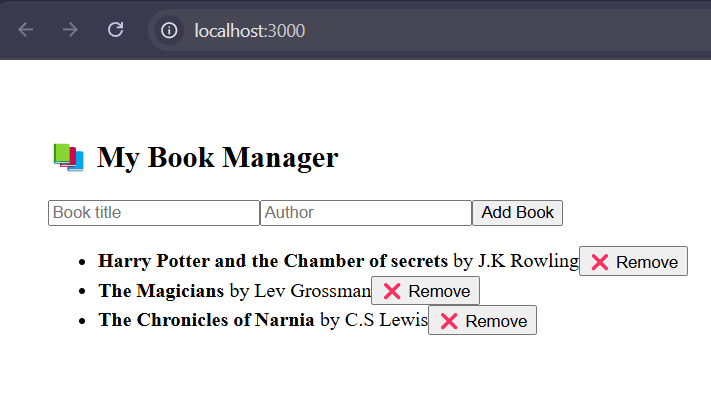 localhost:3000
My Book Manager
Book title Author Add Book
Harry Potter and the Chamber of secrets by J.K Rowling Remove
The Magicians by Lev Grossman Remove
The Chronicles of Narnia by C.S Lewis Remove